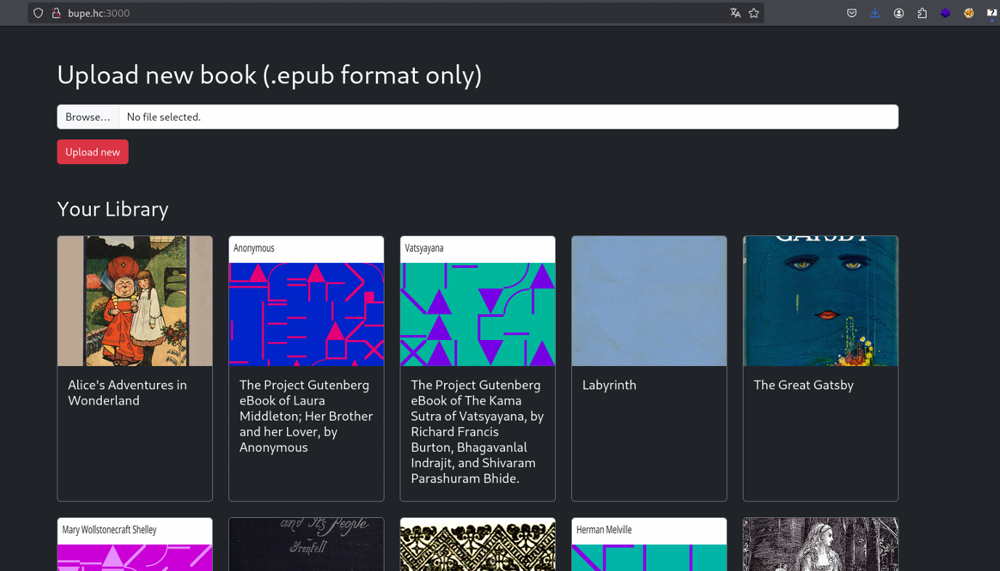 bupe.hc:3000
Upload new book (.epub format only)
Browse...
No file selected.
Upload new
Your Library
Anonymous
Vatsyayana
GATSBY
Alice's Adventures in
Wonderland
The Project Gutenberg
eBook of Laura
Middleton; Her Brother
and her Lover, by
Anonymous
The Project Gutenberg
eBook of The Kama
Sutra of Vatsyayana, by
Richard Francis
Burton, Bhagavanlal
Indrajit, and Shivaram
Parashuram Bhide.
Labyrinth
The Great Gatsby
Mary Wollstonecraft Shelley
and Its People
Grenfell
Herman Melville